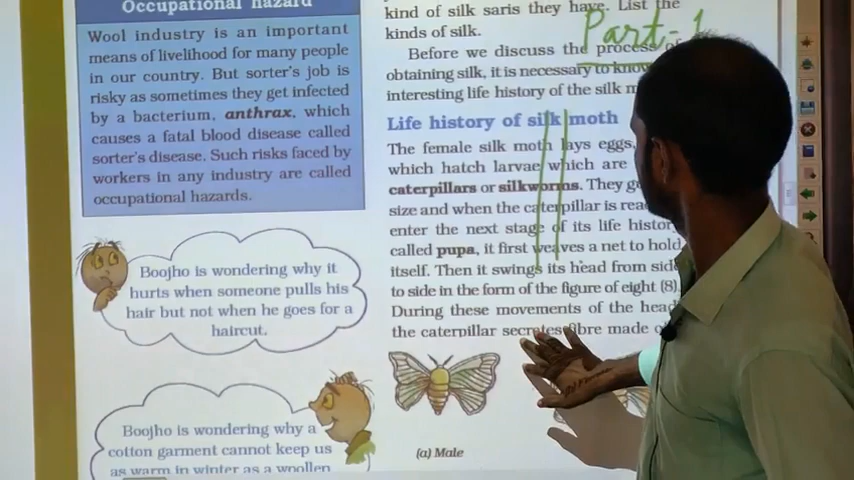 Occupational hazard
Wool industry is an important
means of livelihood for many people
in our country. But sorter's job is
risky as sometimes they get infected
by a bacterium, anthrax, which
causes a fatal blood disease called
sorter's disease. Such risks faced by
workers in any industry are called
occupational hazards.
Boojho is wondering why it
hurts when someone pulls his
hair but not when he goes for a
haircut.
Boojho is wondering why a
cotton garment cannot keep us
as warm in winter as a woollen
kind of silk saris they have. List the
kinds of silk.
Part-1
Before we discuss the process of
obtaining silk, it is necessary to know
interesting life history of the silk
Life history of silk moth
The female silk moth lays eggs,
which hatch larvae which are
caterpillars or silkworms. They
size and when the caterpillar is
enter the next stage of its life
called pupa, it first weaves a net to hold
itself. Then it swings its head from side
to side in the form of the figure of eight (8).
During these movements of the head
the caterpillar secretes fibre made
(a) Male